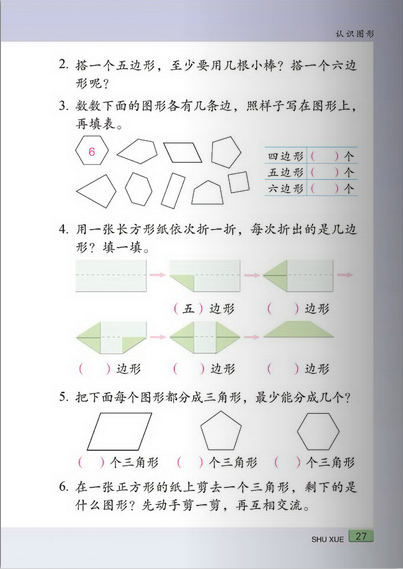 认识图形
2. 搭一个五边形，至少要用几根小棒？搭一个六边
形呢？
3. 数数下面的图形各有几条边，照样子写在图形上，
再填表。
6
四边形（ ）个
五边形（ ）个
六边形（ ）个
4. 用一张长方形纸依次折一折，每次折出的是几边
形？填一填。
（五）边形 （ ）边形
（ ）边形 （ ）边形 （ ）边形
5. 把下面每个图形都分成三角形，最少能分成几个？
（ ）个三角形 （ ）个三角形 （ ）个三角形
6. 在一张正方形的纸上剪去一个三角形，剩下的是
什么图形？先动手剪一剪，再互相交流。
SHU XUE 27